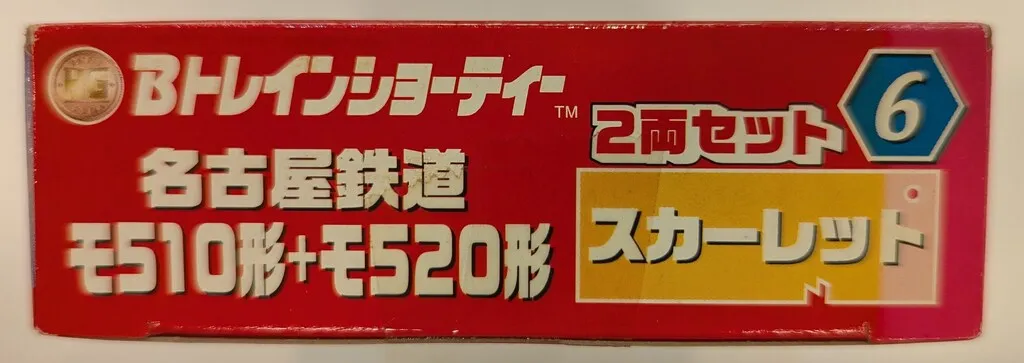 Bトレインショーティー™
2両セット
6
名古屋鉄道
モ510形+モ520形
スカーレット